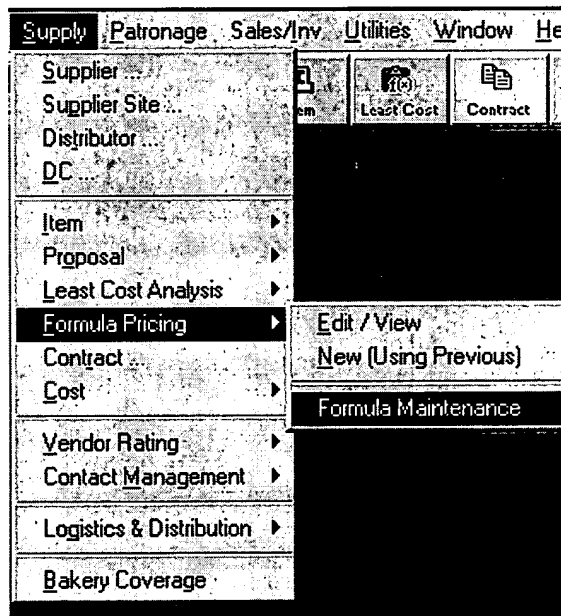 Supply Patronage Sales/Inv Utilities Window He
Supplier ...
Supplier Site ...
Distributor ...
DC ...
em Least Cost Contract
Item
Proposal
Least Cost Analysis
Formula Pricing
Contract ...
Cost
Edit / View
New (Using Previous)
Formula Maintenance
Vendor Rating
Contact Management
Logistics & Distribution
Bakery Coverage